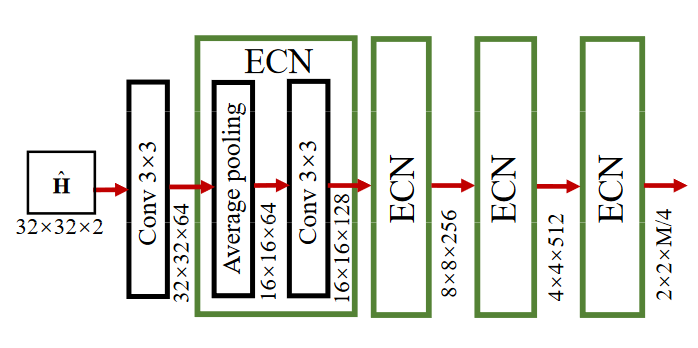 Ĥ
32×32×2
Conv 3×3
32×32×64
ECN
Average pooling
16×16×64
Conv 3×3
16×16×128
ECN
8×8×256
ECN
4×4×512
ECN
2×2×M/4